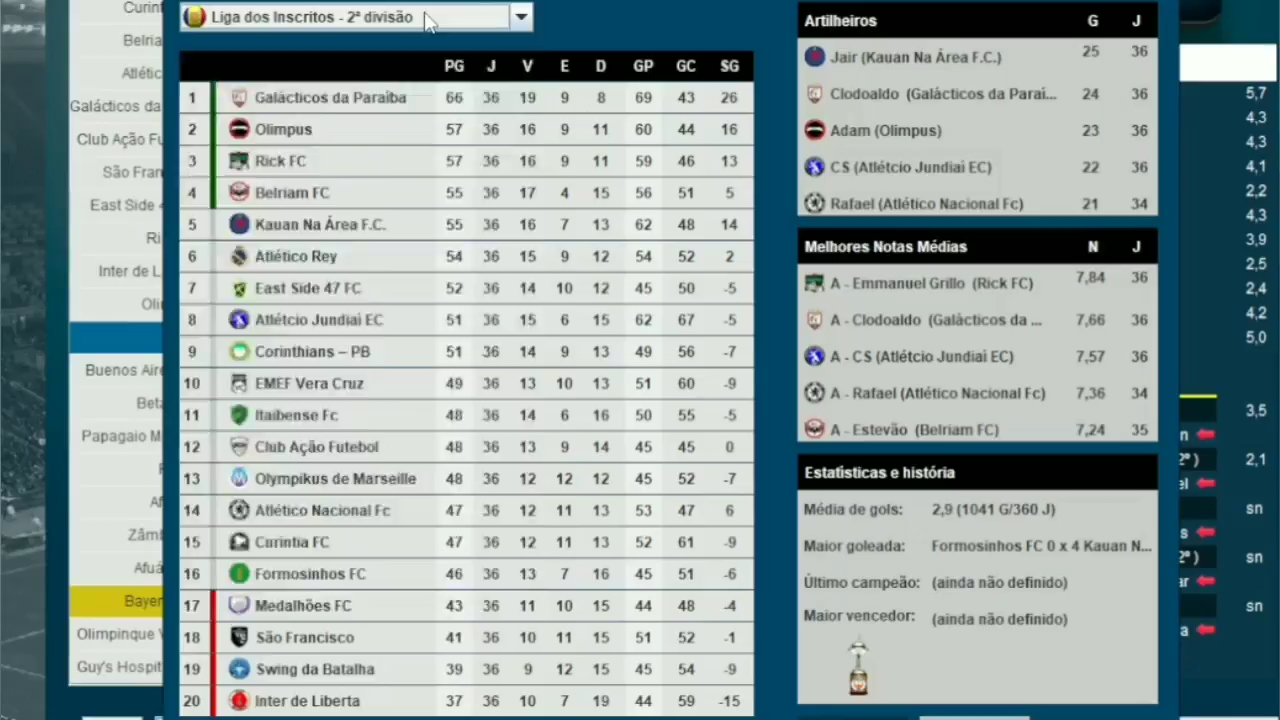 Curin
Belria
Atlétic
Galácticos da
Club Ação Fu
São Fran
East Side 4
Ri
Inter de L
Oli
Buenos Aire
Beta
Papagaio M
F
Af
Zâmb
Afuá
Bayer
Olimpinque V
Guy's Hospit
Liga dos Inscritos - 2ª divisão
PG J V E D GP GC SG
1 Galácticos da Paraíba 66 36 19 9 8 69 43 26
2 Olimpus 57 36 16 9 11 60 44 16
3 Rick FC 57 36 16 9 11 59 46 13
4 Belriam FC 55 36 17 4 15 56 51 5
5 Kauan Na Área F.C. 55 36 16 7 13 62 48 14
6 Atlético Rey 54 36 15 9 12 54 52 2
7 East Side 47 FC 52 36 14 10 12 45 50 -5
8 Atlétcio Jundiaí EC 51 36 15 6 15 62 67 -5
9 Corinthians – PB 51 36 14 9 13 49 56 -7
10 EMEF Vera Cruz 49 36 13 10 13 51 60 -9
11 Itaibense Fc 48 36 14 6 16 50 55 -5
12 Club Ação Futebol 48 36 13 9 14 45 45 0
13 Olympikus de Marseille 48 36 12 12 12 45 52 -7
14 Atlético Nacional Fc 47 36 12 11 13 53 47 6
15 Curintia FC 47 36 12 11 13 52 61 -9
16 Formosinhos FC 46 36 13 7 16 45 51 -6
17 Medalhões FC 43 36 11 10 15 44 48 -4
18 São Francisco 41 36 10 11 15 51 52 -1
19 Swing da Batalha 39 36 9 12 15 45 54 -9
20 Inter de Liberta 37 36 10 7 19 44 59 -15
Artilheiros G J
Jair (Kauan Na Área F.C.) 25 36
Clodoaldo (Galácticos da Paraí... 24 36
Adam (Olimpus) 23 36
CS (Atlétcio Jundiaí EC) 22 36
Rafael (Atlético Nacional Fc) 21 34
Melhores Notas Médias N J
A - Emmanuel Grillo (Rick FC) 7,84 36
A - Clodoaldo (Galácticos da ... 7,66 36
A - CS (Atlétcio Jundiaí EC) 7,57 36
A - Rafael (Atlético Nacional Fc) 7,36 34
A - Estevão (Belriam FC) 7,24 35
Estatísticas e história
Média de gols: 2,9 (1041 G/360 J)
Maior goleada: Formosinhos FC 0 x 4 Kauan N...
Último campeão: (ainda não definido)
Maior vencedor: (ainda não definido)
5,7
4,3
4,3
4,1
2,2
4,3
3,9
2,5
2,4
4,2
5,0
3,5
n
2º ) 2,1
el
sn
s
2º ) sn
ar
sn
a